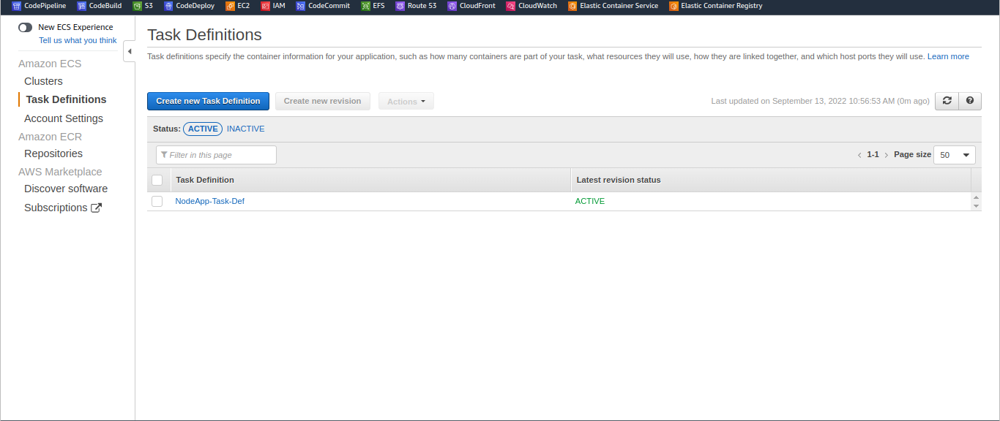 CodePipeline CodeBuild S3 CodeDeploy EC2 IAM CodeCommit EFS Route 53 CloudFront CloudWatch Elastic Container Service Elastic Container Registry
New ECS Experience
Tell us what you think
Amazon ECS
Clusters
Task Definitions
Account Settings
Amazon ECR
Repositories
AWS Marketplace
Discover software
Subscriptions
Task Definitions
Task definitions specify the container information for your application, such as how many containers are part of your task, what resources they will use, how they are linked together, and which host ports they will use. Learn more
Create new Task Definition Create new revision Actions Last updated on September 13, 2022 10:56:53 AM (0m ago)
Status: ACTIVE INACTIVE
Filter in this page < 1-1 > Page size 50
Task Definition Latest revision status
NodeApp-Task-Def ACTIVE